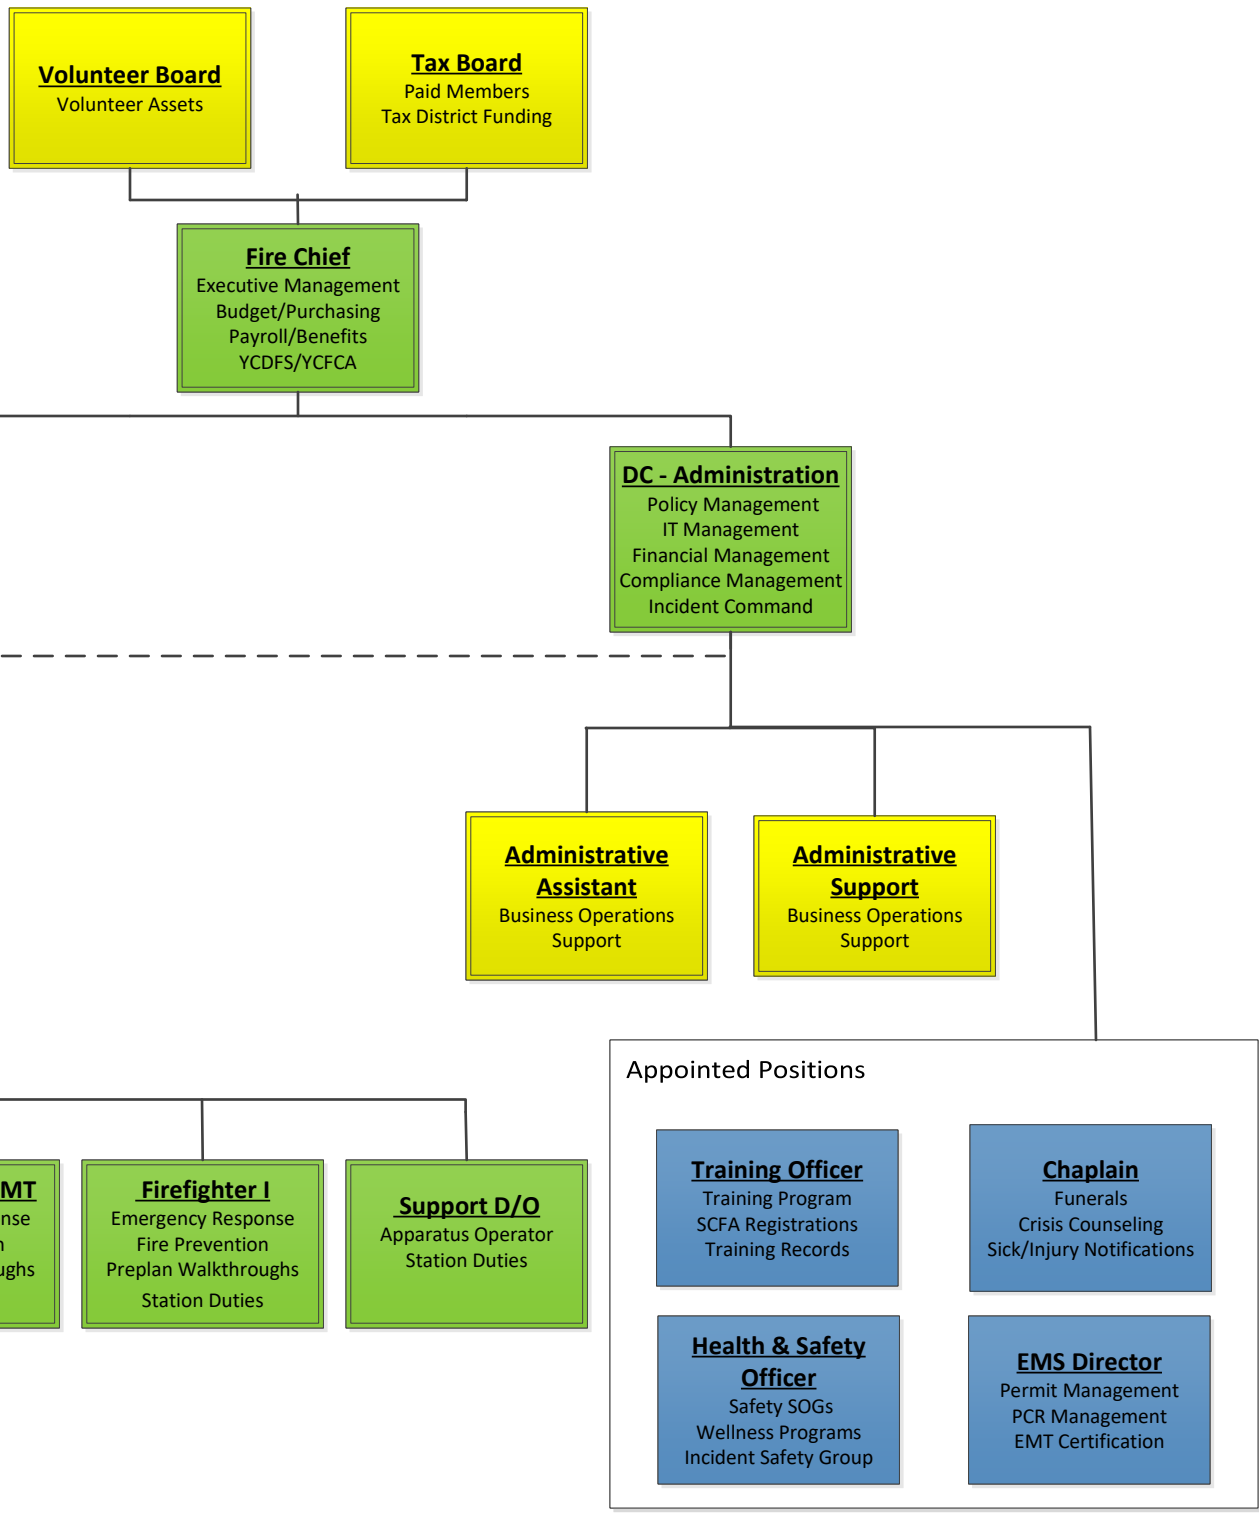 Volunteer Board
Volunteer Assets
Tax Board
Paid Members
Tax District Funding
Fire Chief
Executive Management
Budget/Purchasing
Payroll/Benefits
YCDFS/YCFCA
DC - Administration
Policy Management
IT Management
Financial Management
Compliance Management
Incident Command
Administrative
Assistant
Business Operations
Support
Administrative
Support
Business Operations
Support
Firefighter I
Emergency Response
Fire Prevention
Preplan Walkthroughs
Station Duties
Support D/O
Apparatus Operator
Station Duties
Appointed Positions
Training Officer
Training Program
SCFA Registrations
Training Records
Chaplain
Funerals
Crisis Counseling
Sick/Injury Notifications
Health & Safety
Officer
Safety SOGs
Wellness Programs
Incident Safety Group
EMS Director
Permit Management
PCR Management
EMT Certification